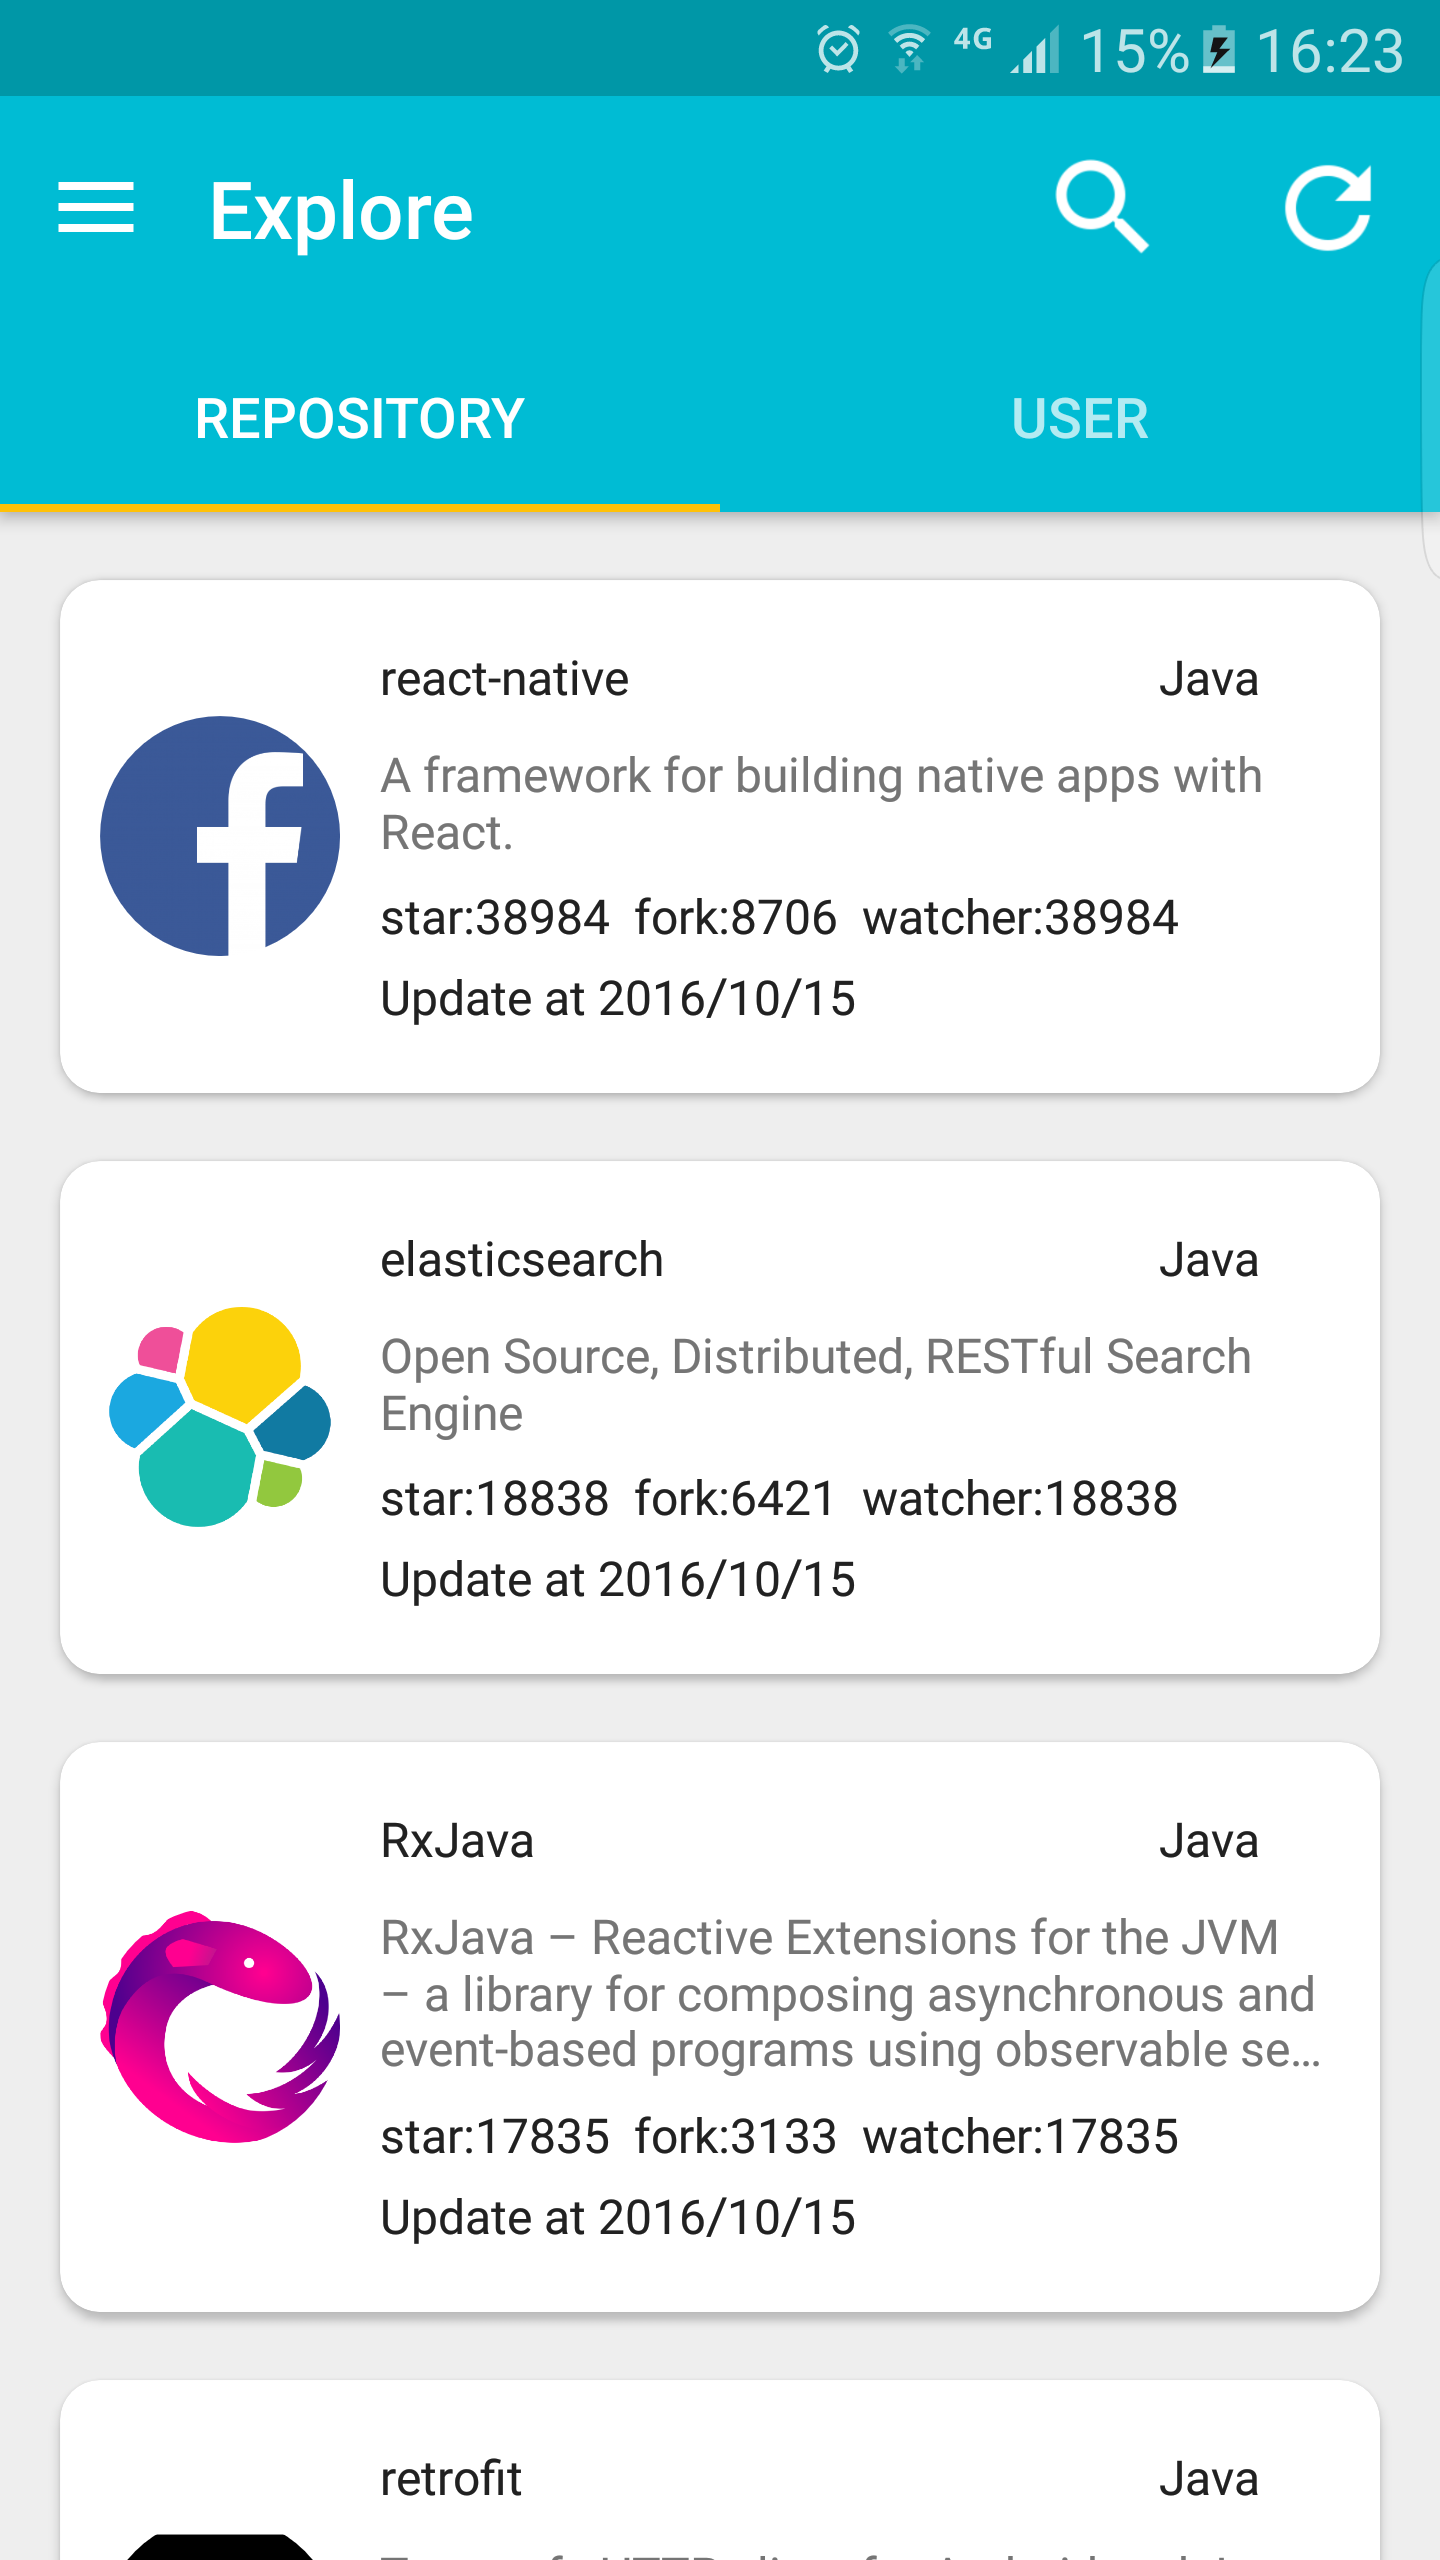 4G 15% 16:23
Explore
REPOSITORY USER
react-native Java
A framework for building native apps with
React.
star:38984 fork:8706 watcher:38984
Update at 2016/10/15
elasticsearch Java
Open Source, Distributed, RESTful Search
Engine
star:18838 fork:6421 watcher:18838
Update at 2016/10/15
RxJava Java
RxJava – Reactive Extensions for the JVM
– a library for composing asynchronous and
event-based programs using observable se...
star:17835 fork:3133 watcher:17835
Update at 2016/10/15
retrofit Java